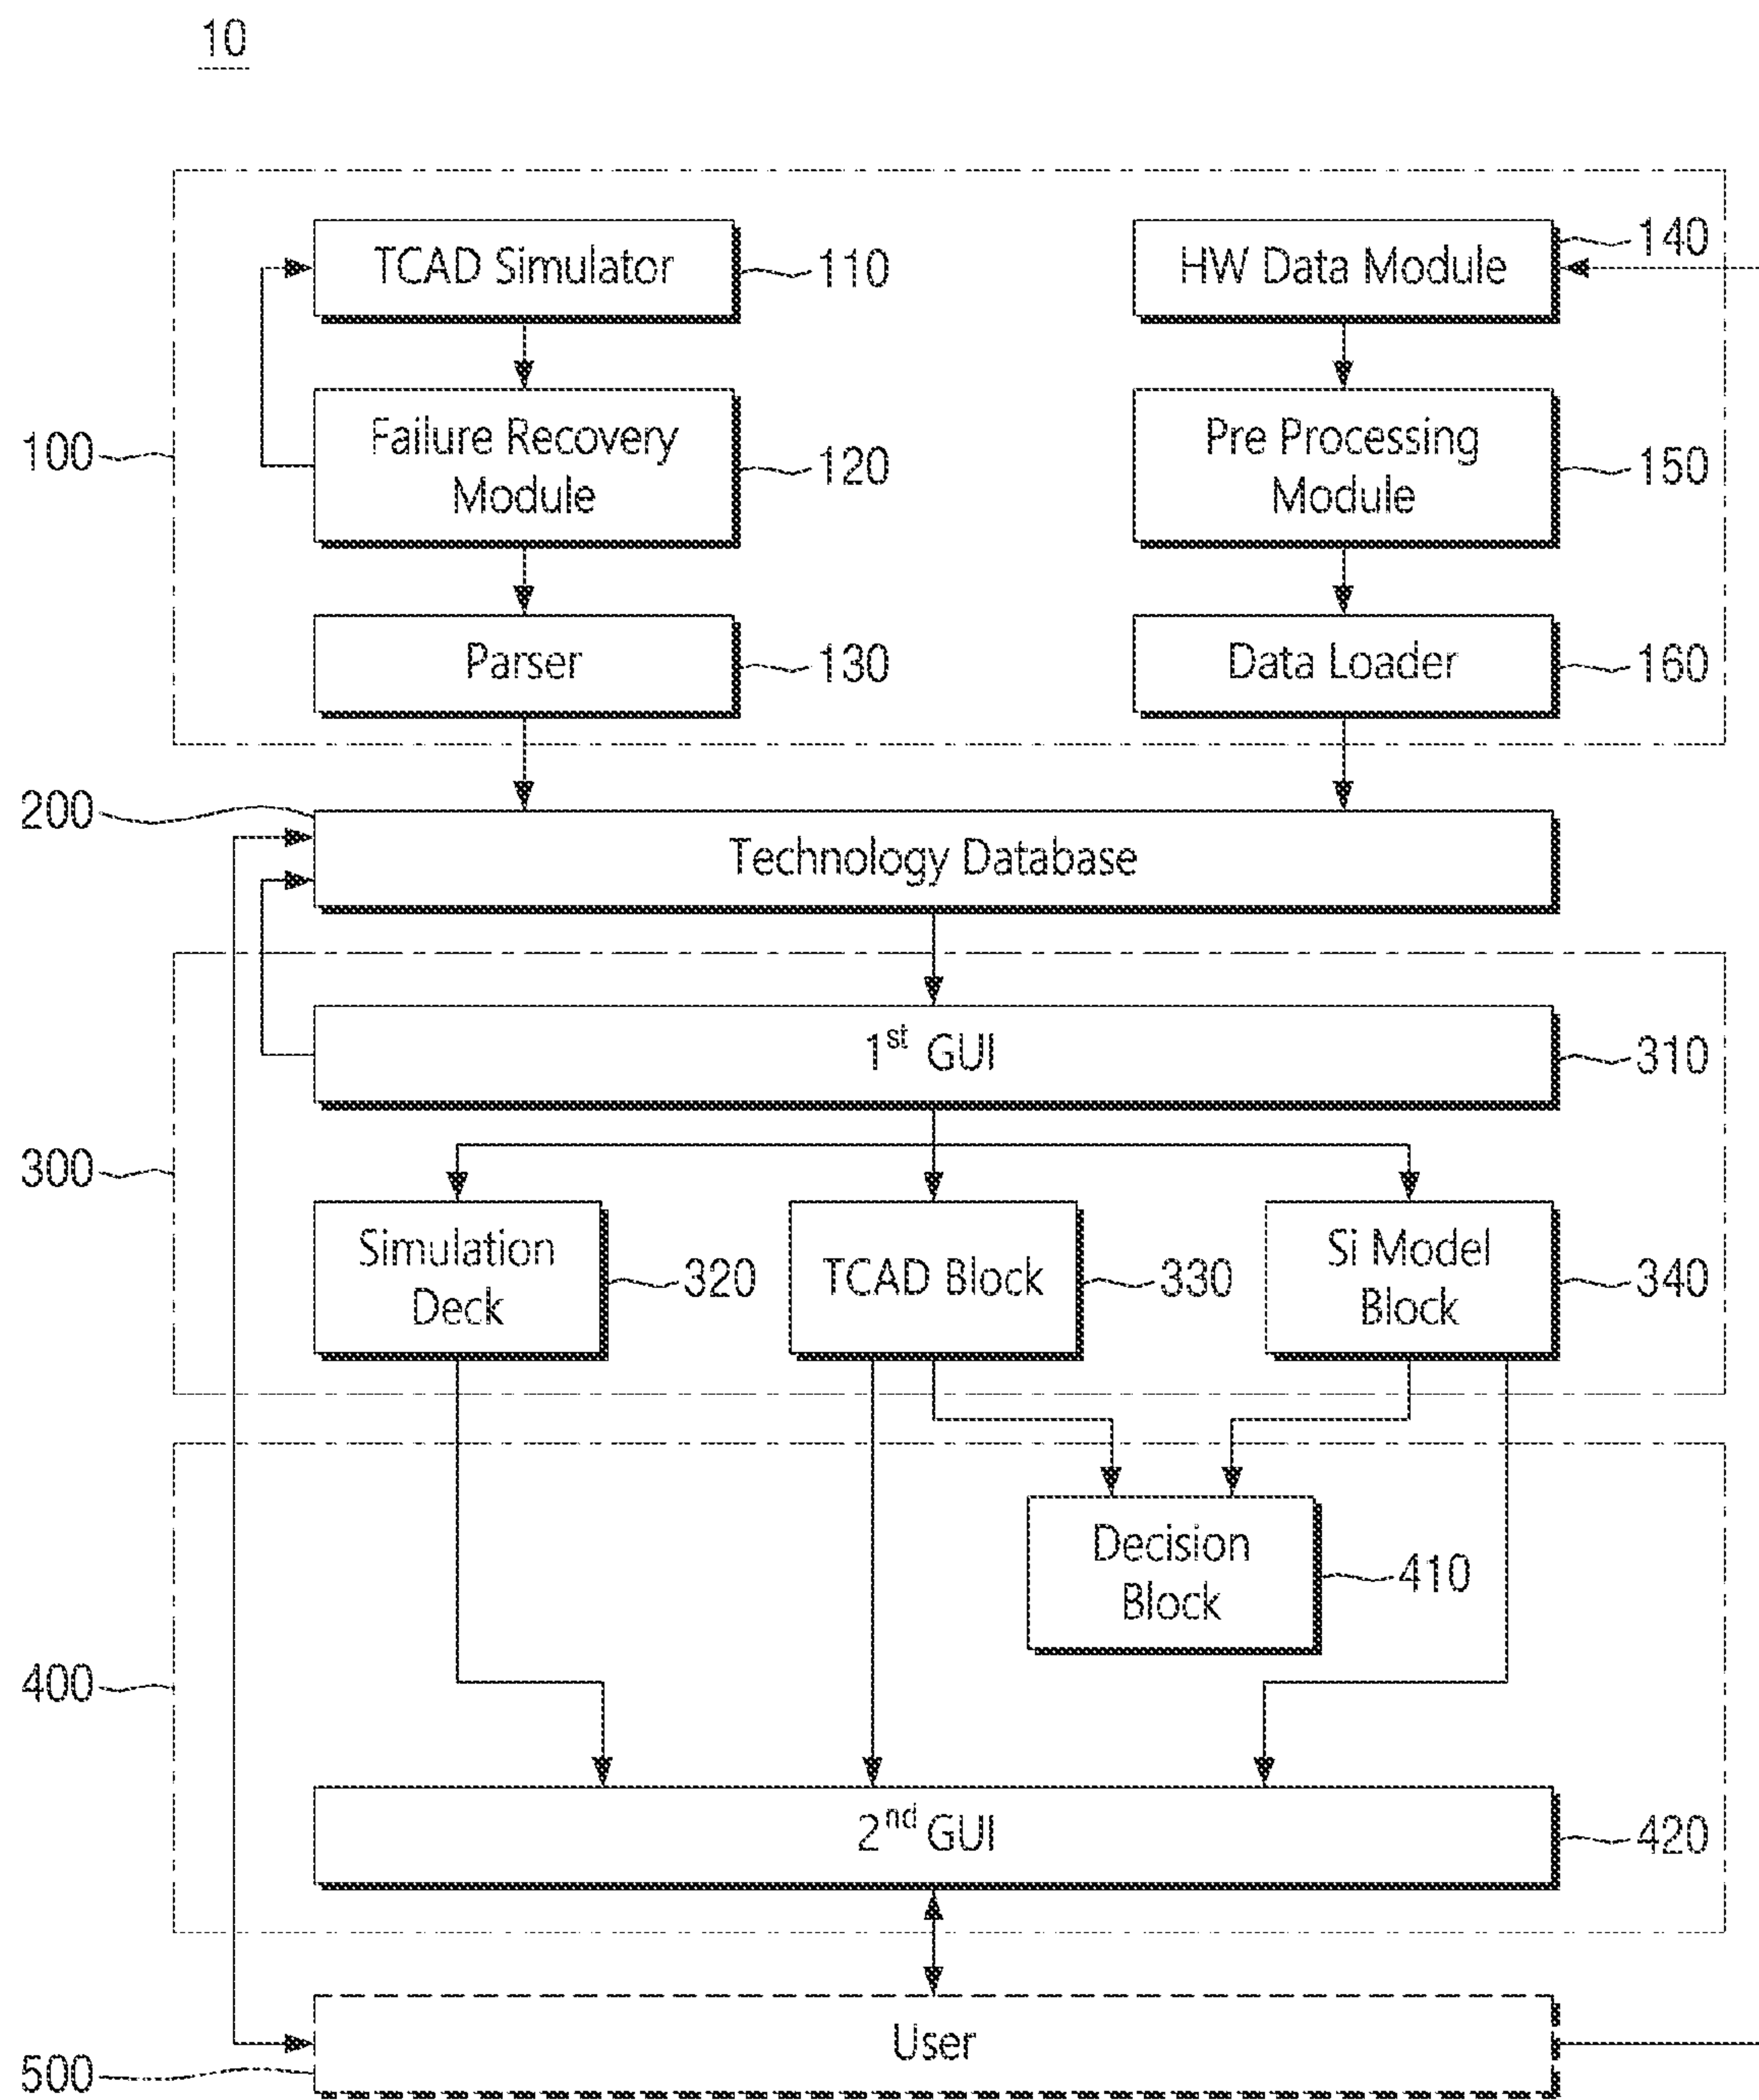 10
TCAD Simulator
110
HW Data Module
140
100
Failure Recovery
Module
120
Pre Processing
Module
150
Parser
130
Data Loader
160
200
Technology Database
1st GUI
310
300
Simulation
Deck
320
TCAD Block
330
Si Model
Block
340
Decision
Block
410
400
2nd GUI
420
User
500